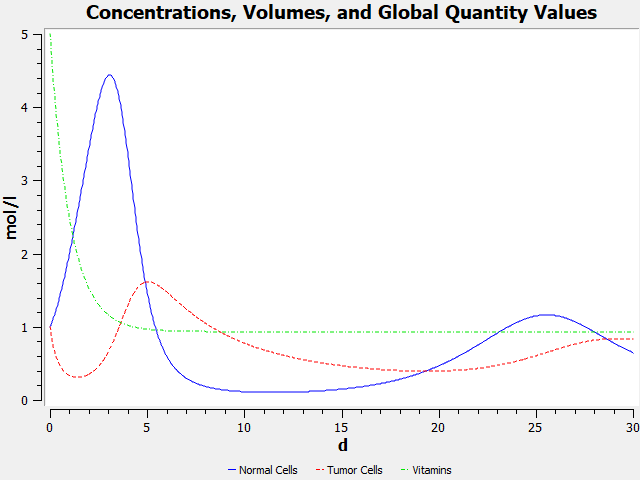 Concentrations, Volumes, and Global Quantity Values
5
4
3
2
1
0
mol/l
0 5 10 15 20 25 30
d
Normal Cells Tumor Cells Vitamins